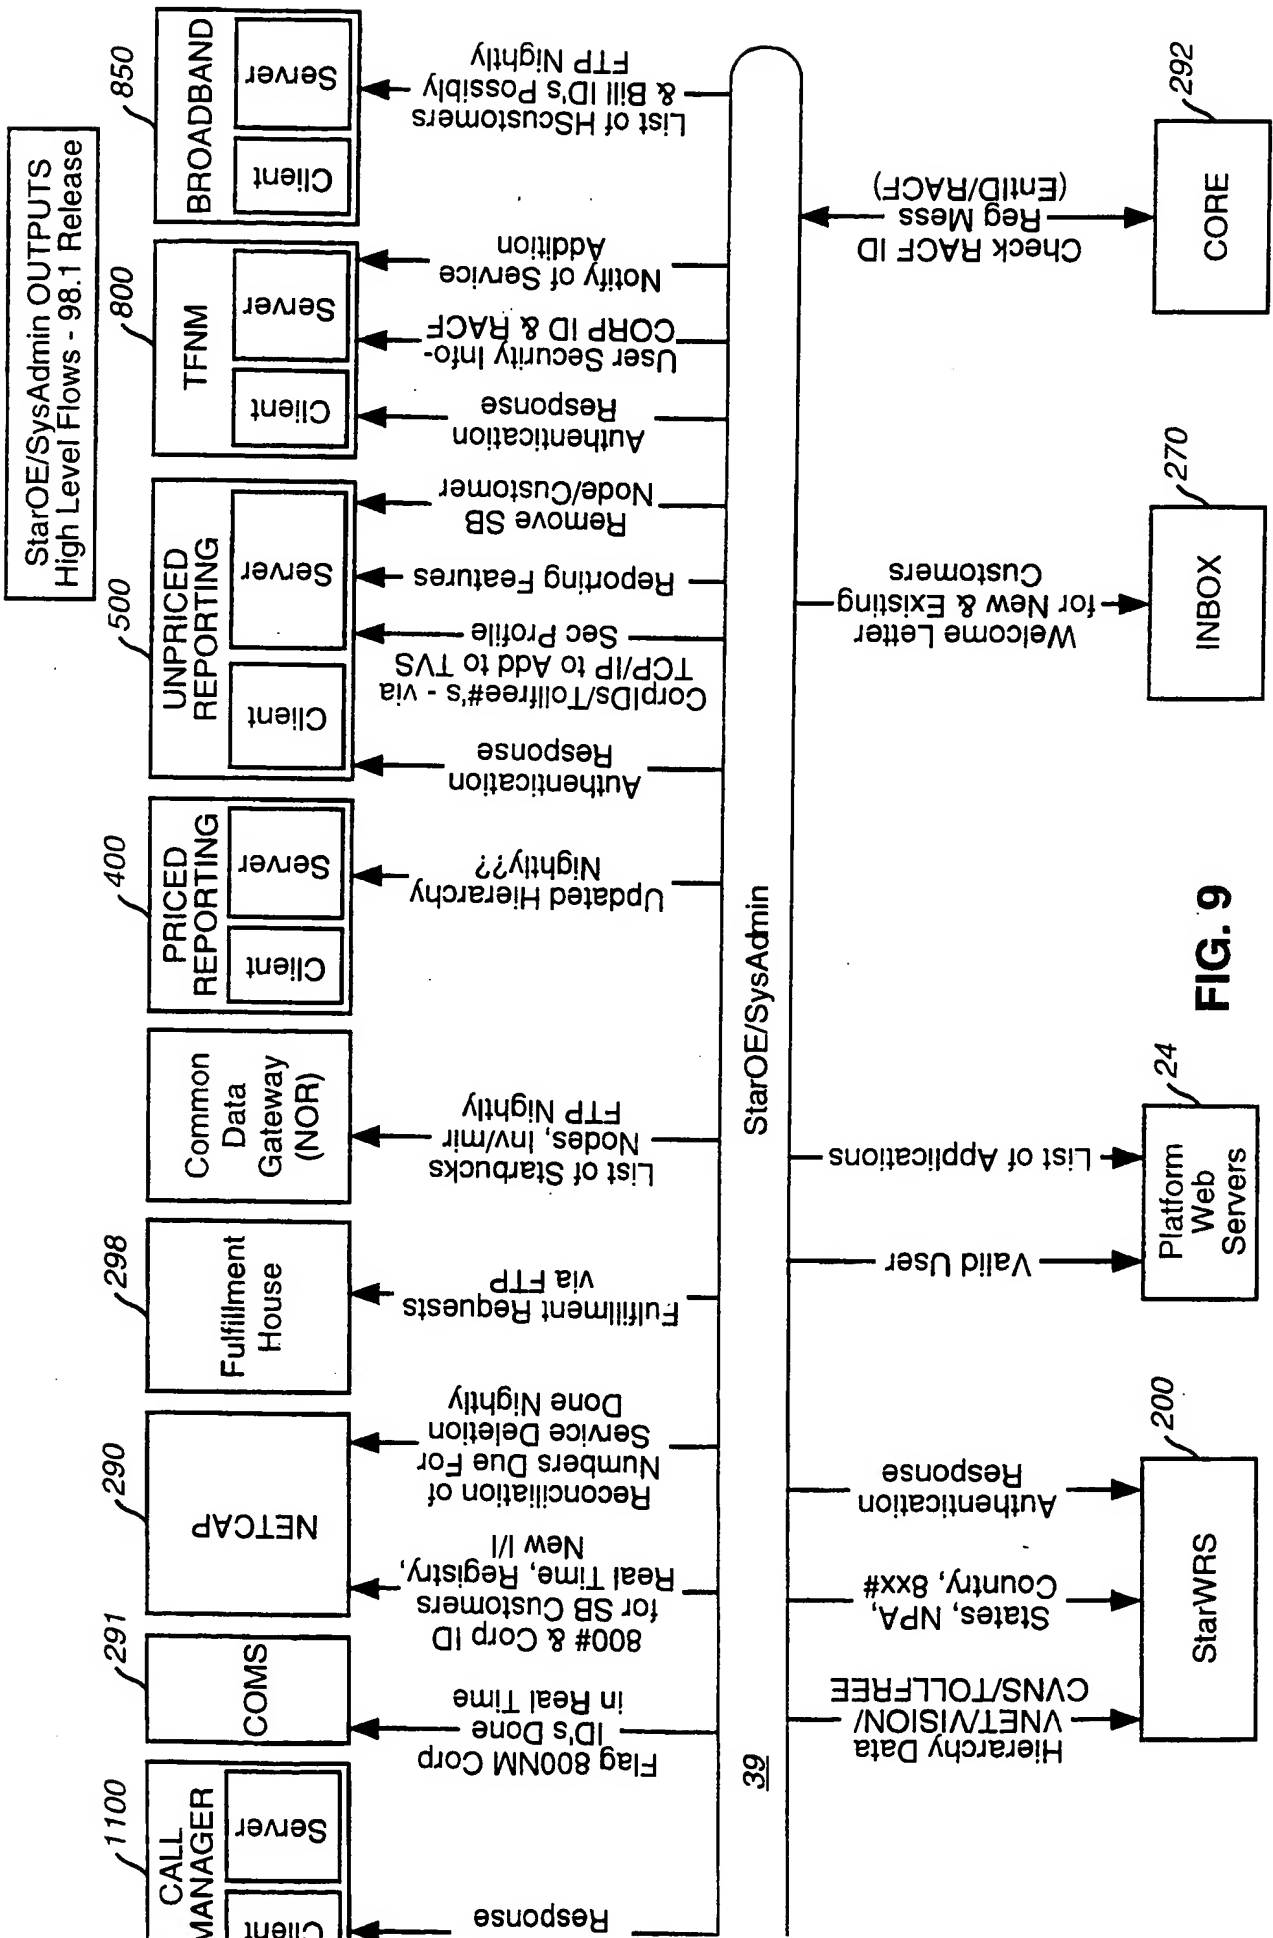 StarOE/SysAdmin OUTPUTS
High Level Flows - 98.1 Release
1100
CALL
MANAGER
Client
Server
Response
291
COMS
Flag 800NM Corp
ID's Done
in Real Time
290
NETCAP
800# & Corp ID
for SB Customers
Real Time, Registry,
New I/I
Reconciliation of
Numbers Due For
Service Deletion
Done Nightly
298
Fulfillment
House
Fulfillment Requests
via FTP
Common
Data
Gateway
(NOR)
List of Starbucks
Nodes, Inv/mir
FTP Nightly
400
PRICED
REPORTING
Client
Server
Updated Hierarchy
Nightly??
500
UNPRICED
REPORTING
Client
Server
Authentication
Response
CorpIDs/Tollfree#'s - via
TCP/IP to Add to TVS
Sec Profile
Reporting Features
Remove SB
Node/Customer
800
TFNM
Client
Server
Authentication
Response
User Security Info-
CORP ID & RACF
Notify of Service
Addition
850
BROADBAND
Client
Server
List of HScustomers
& Bill ID's Possibly
FTP Nightly
39
StarOE/SysAdmin
Hierarchy Data
VNET/VISION/
CVNS/TOLLFREE
States, NPA,
Country, 8xx#
Authentication
Response
200
StarWRS
Valid User
List of Applications
24
Platform
Web
Servers
Welcome Letter
for New & Existing
Customers
270
INBOX
Check RACF ID
Reg Mess
(EntID/RACF)
292
CORE
FIG. 9